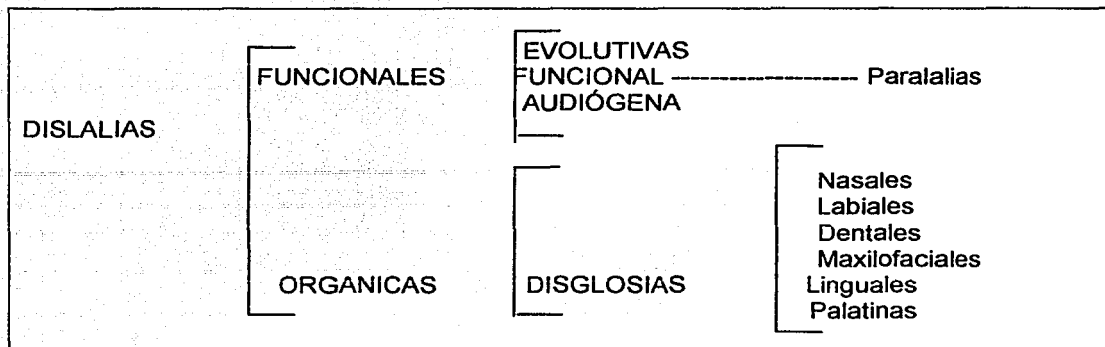 EVOLUTIVAS
FUNCIONALES FUNCIONAL ---------------------- Paralalias
AUDIÓGENA
DISLALIAS
Nasales
Labiales
Dentales
Maxilofaciales
ORGANICAS DISGLOSIAS Linguales
Palatinas